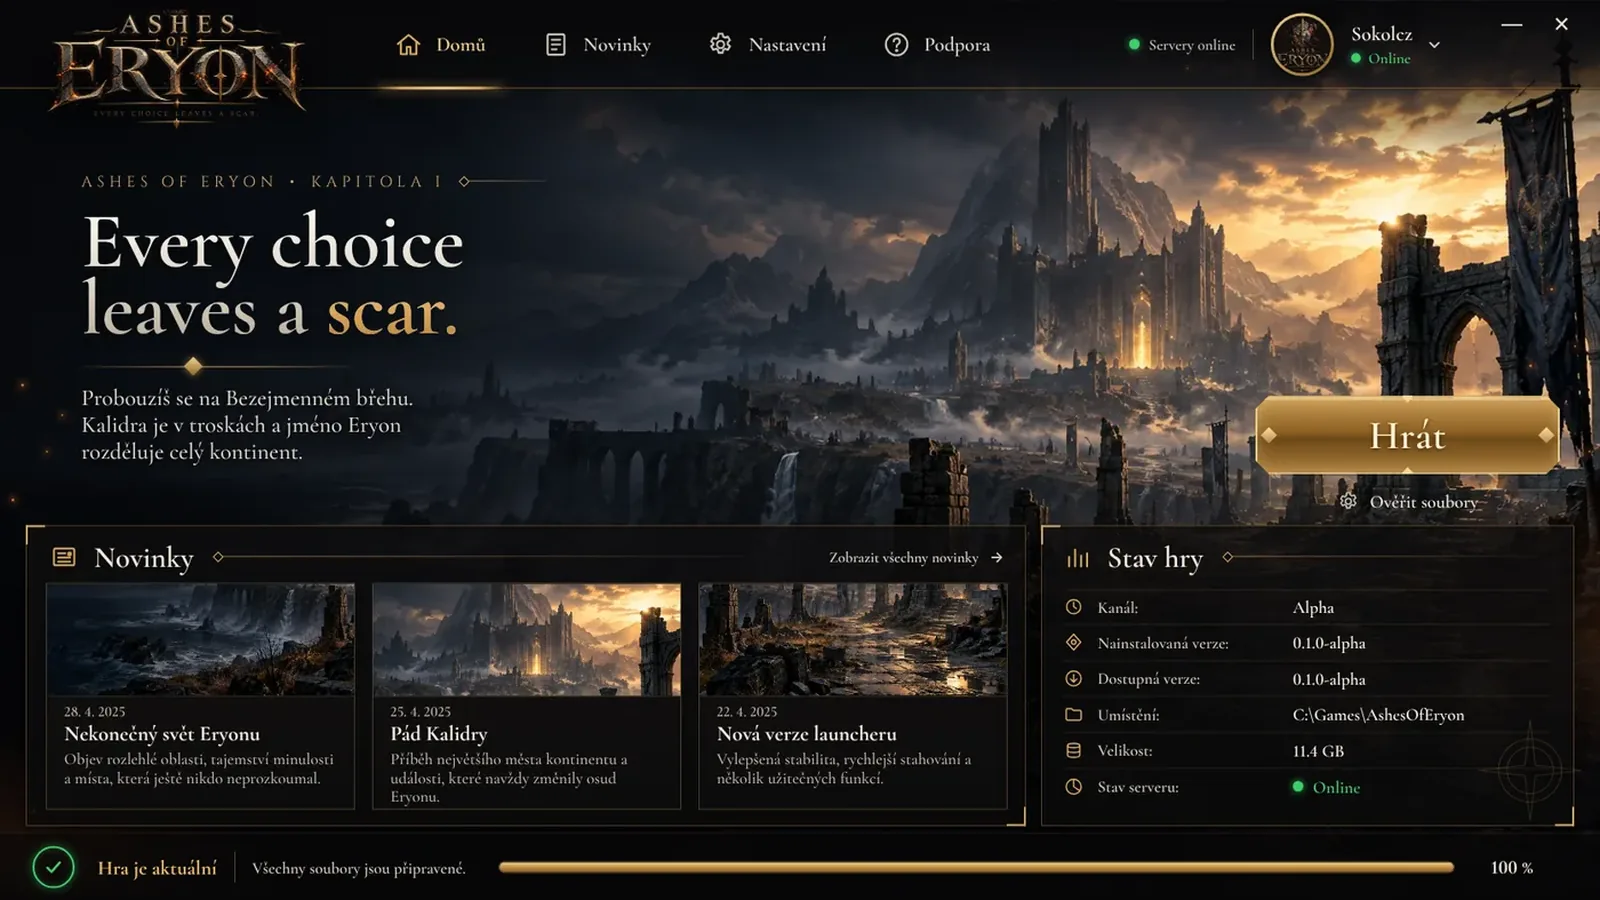 ASHES
OF
ERYON
EVERY CHOICE LEAVES A SCAR
Domů
Novinky
Nastavení
Podpora
Servery online
Sokolcz
Online
ASHES OF ERYON • KAPITOLA I
Every choice
leaves a scar.
Probouzíš se na Bezejmenném břehu.
Kalidra je v troskách a jméno Eryon
rozděluje celý kontinent.
Hrát
Ověřit soubory
Novinky
Zobrazit všechny novinky →
28. 4. 2025
Nekonečný svět Eryonu
Objev rozlehlé oblasti, tajemství minulosti
a místa, která ještě nikdo neprozkoumal.
25. 4. 2025
Pád Kalidry
Příběh největšího města kontinentu a
události, které navždy změnily osud
Eryonu.
22. 4. 2025
Nová verze launcheru
Vylepšená stabilita, rychlejší stahování a
několik užitečných funkcí.
Stav hry
Kanál: Alpha
Nainstalovaná verze: 0.1.0-alpha
Dostupná verze: 0.1.0-alpha
Umístění: C:\Games\AshesOfEryon
Velikost: 11.4 GB
Stav serveru: Online
Hra je aktuální
Všechny soubory jsou připravené.
100 %